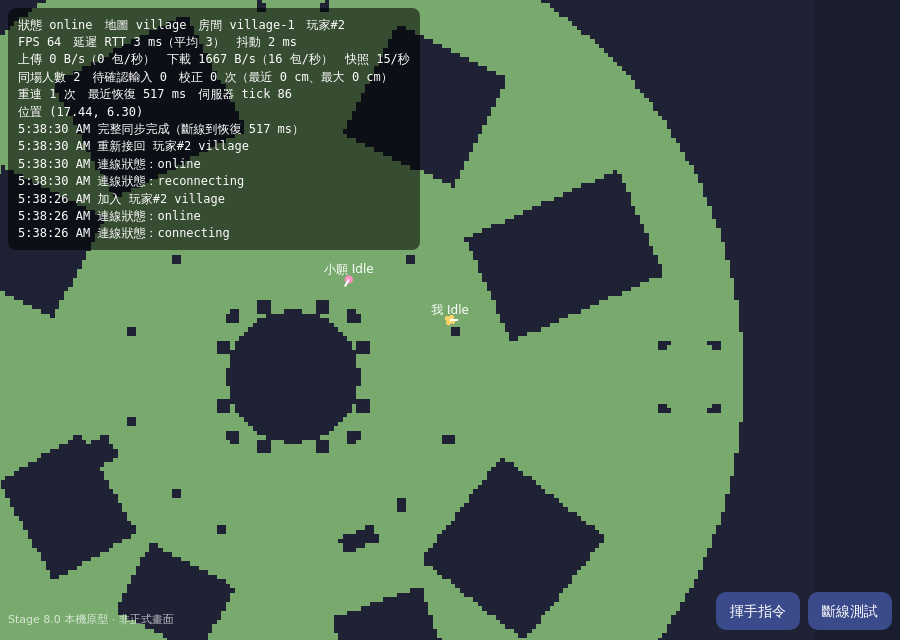 狀態 online 地圖 village 房間 village-1 玩家#2
FPS 64 延遲 RTT 3 ms（平均 3） 抖動 2 ms
上傳 0 B/s（0 包/秒） 下載 1667 B/s（16 包/秒） 快照 15/秒
同場人數 2 待確認輸入 0 校正 0 次（最近 0 cm、最大 0 cm）
重連 1 次 最近恢復 517 ms 伺服器 tick 86
位置 (17.44, 6.30)
5:38:30 AM 完整同步完成（斷線到恢復 517 ms）
5:38:30 AM 重新接回 玩家#2 village
5:38:30 AM 連線狀態：online
5:38:30 AM 連線狀態：reconnecting
5:38:26 AM 加入 玩家#2 village
5:38:26 AM 連線狀態：online
5:38:26 AM 連線狀態：connecting
小願 Idle
我 Idle
Stage 8.0 本機原型 · 非正式畫面
揮手指令
斷線測試